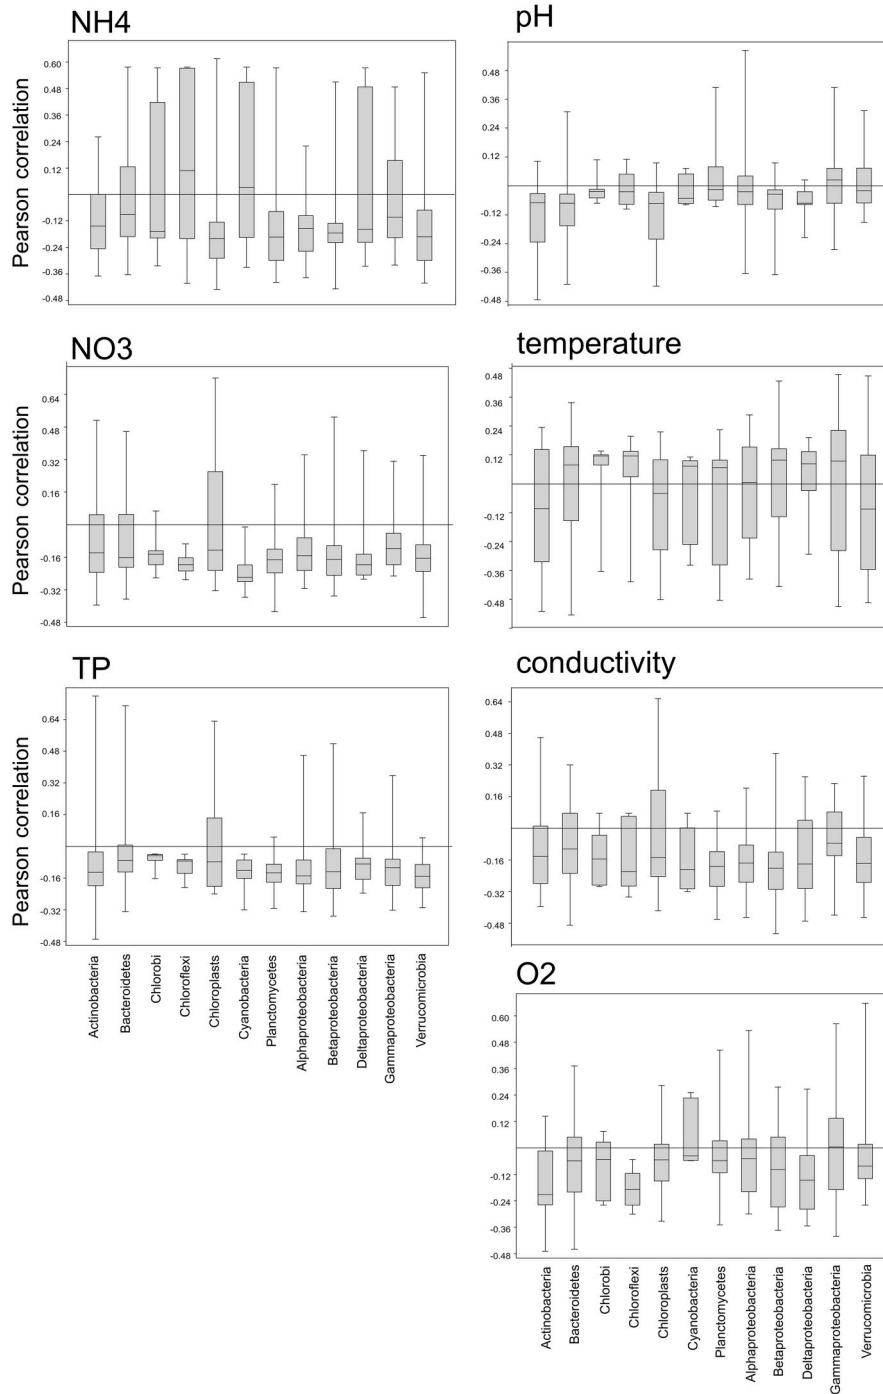 NH4
Pearson correlation
0.60
0.48
0.36
0.24
0.12
-0.12
-0.24
-0.36
-0.48
pH
0.48
0.36
0.24
0.12
-0.12
-0.24
-0.36
-0.48
NO3
Pearson correlation
0.64
0.48
0.32
0.16
-0.16
-0.32
-0.48
temperature
0.48
0.36
0.24
0.12
-0.12
-0.24
-0.36
-0.48
TP
Pearson correlation
0.64
0.48
0.32
0.16
-0.16
-0.32
-0.48
Actinobacteria
Bacteroidetes
Chlorobi
Chloroflexi
Chloroplasts
Cyanobacteria
Planctomycetes
Alphaproteobacteria
Betaproteobacteria
Deltaproteobacteria
Gammaproteobacteria
Verrucomicrobia
conductivity
0.64
0.48
0.32
0.16
-0.16
-0.32
-0.48
O2
0.60
0.48
0.36
0.24
0.12
-0.12
-0.24
-0.36
-0.48
Actinobacteria
Bacteroidetes
Chlorobi
Chloroflexi
Chloroplasts
Cyanobacteria
Planctomycetes
Alphaproteobacteria
Betaproteobacteria
Deltaproteobacteria
Gammaproteobacteria
Verrucomicrobia